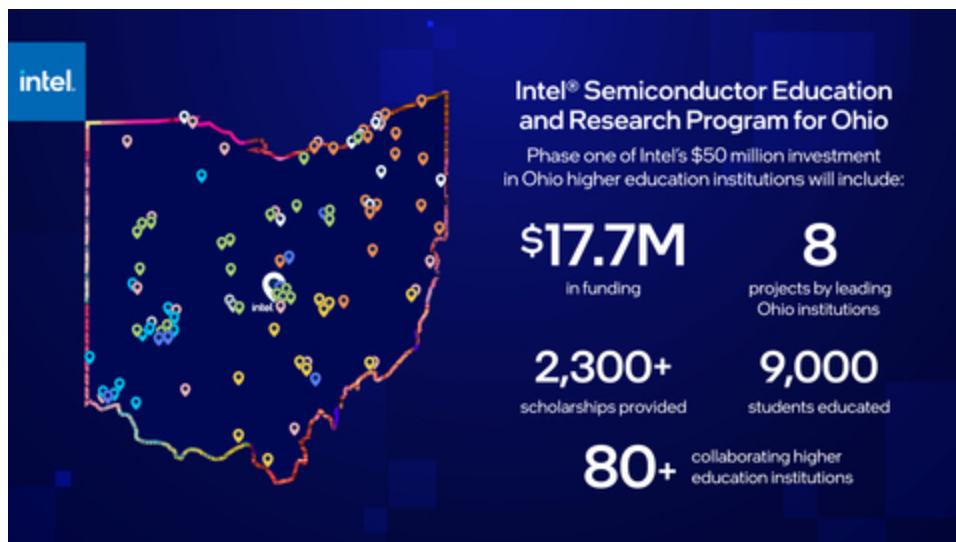 intel.
Intel® Semiconductor Education
and Research Program for Ohio
Phase one of Intel's $50 million investment
in Ohio higher education institutions will include:
$17.7M
in funding
8
projects by leading
Ohio institutions
intel.
2,300+
scholarships provided
9,000
students educated
80+
collaborating higher
education institutions